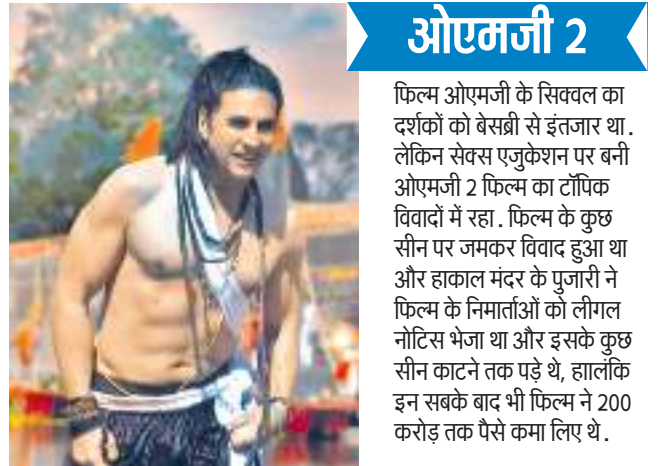 ओएमजी 2
फिल्म ओएमजी के सिक्वल का
दर्शकों को बेसब्री से इंतजार था.
लेकिन सेक्स एजुकेशन पर बनी
ओएमजी 2 फिल्म का टॉपिक
विवादों में रहा. फिल्म के कुछ
सीन पर जमकर विवाद हुआ था
और हाकाल मंदर के पुजारी ने
फिल्म के निमार्ताओं को लीगल
नोटिस भेजा था और इसके कुछ
सीन काटने तक पड़े थे, हाालंकि
इन सबके बाद भी फिल्म ने 200
करोड़ तक पैसे कमा लिए थे.